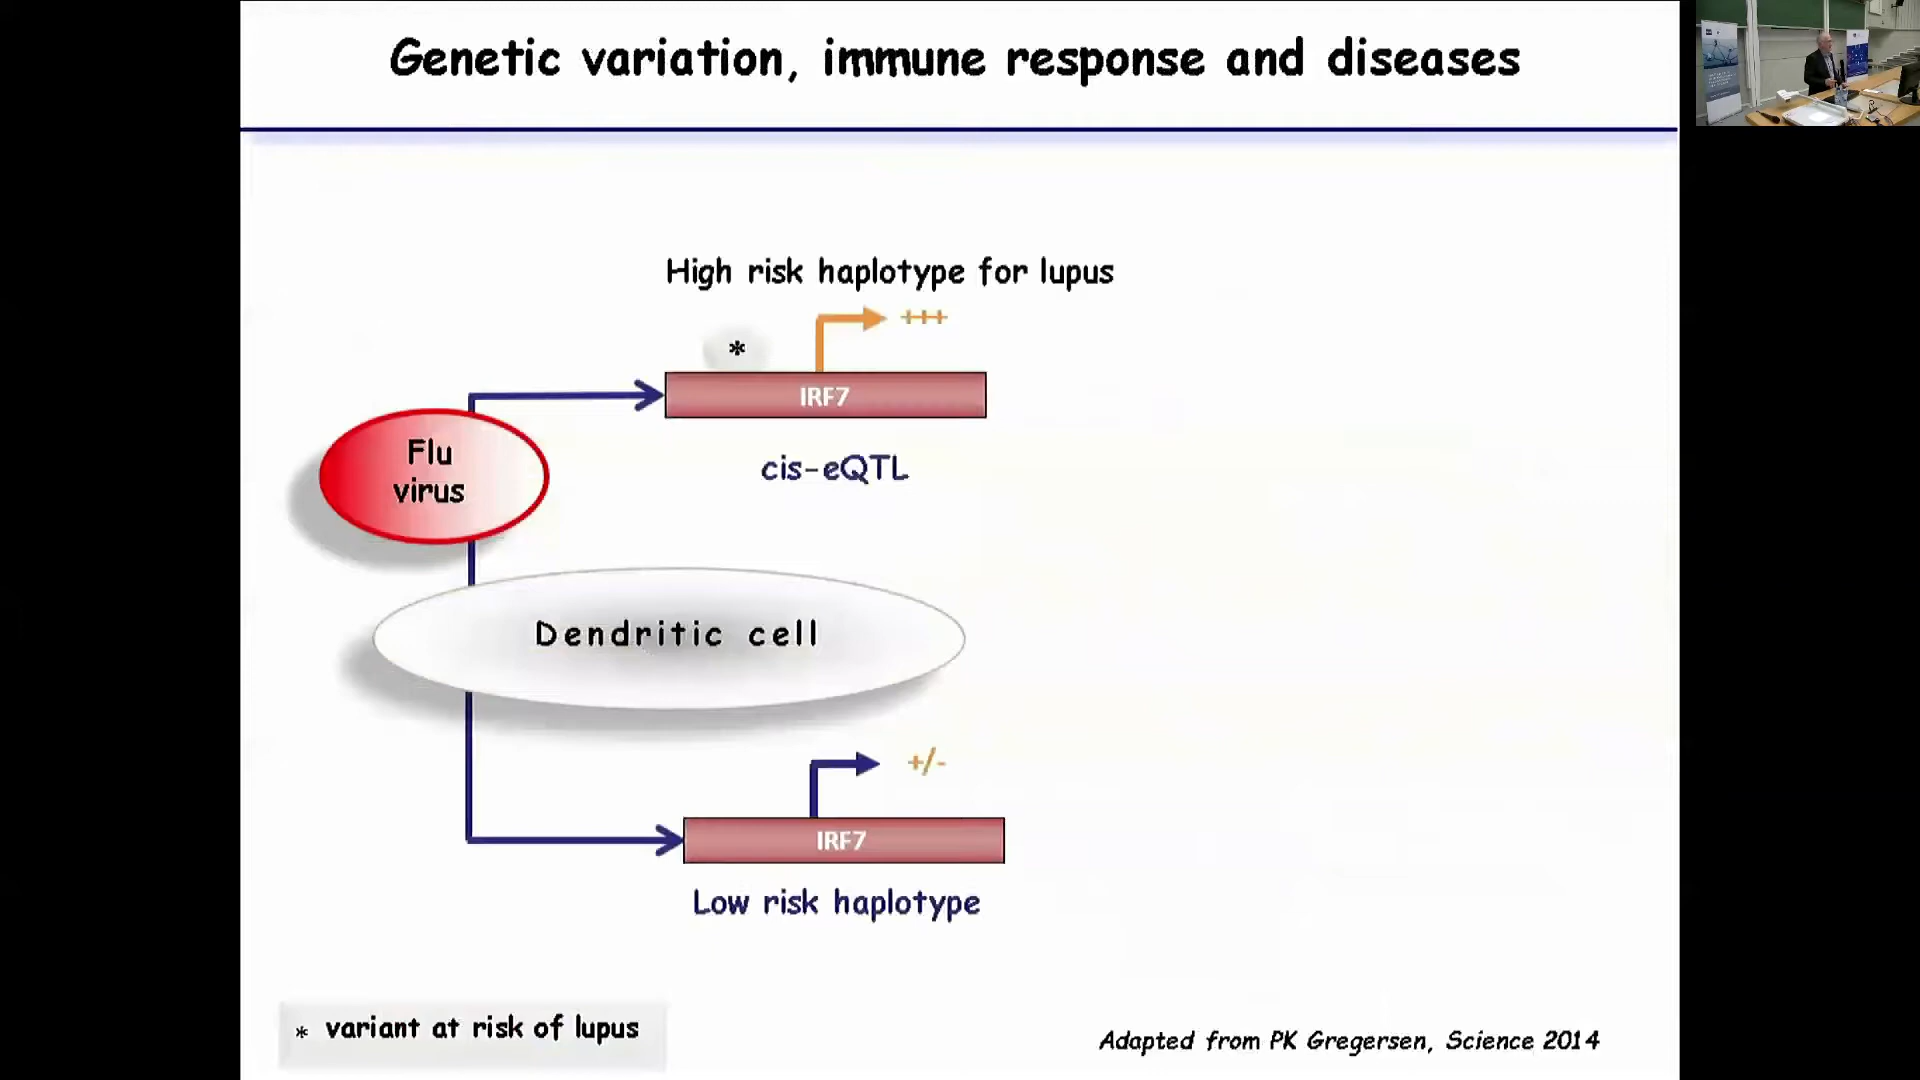 Genetic variation, immune response and diseases
High risk haplotype for lupus
+++
*
IRF7
cis-eQTL
Flu
virus
Dendritic cell
+/-
IRF7
Low risk haplotype
* variant at risk of lupus
Adapted from PK Gregersen, Science 2014